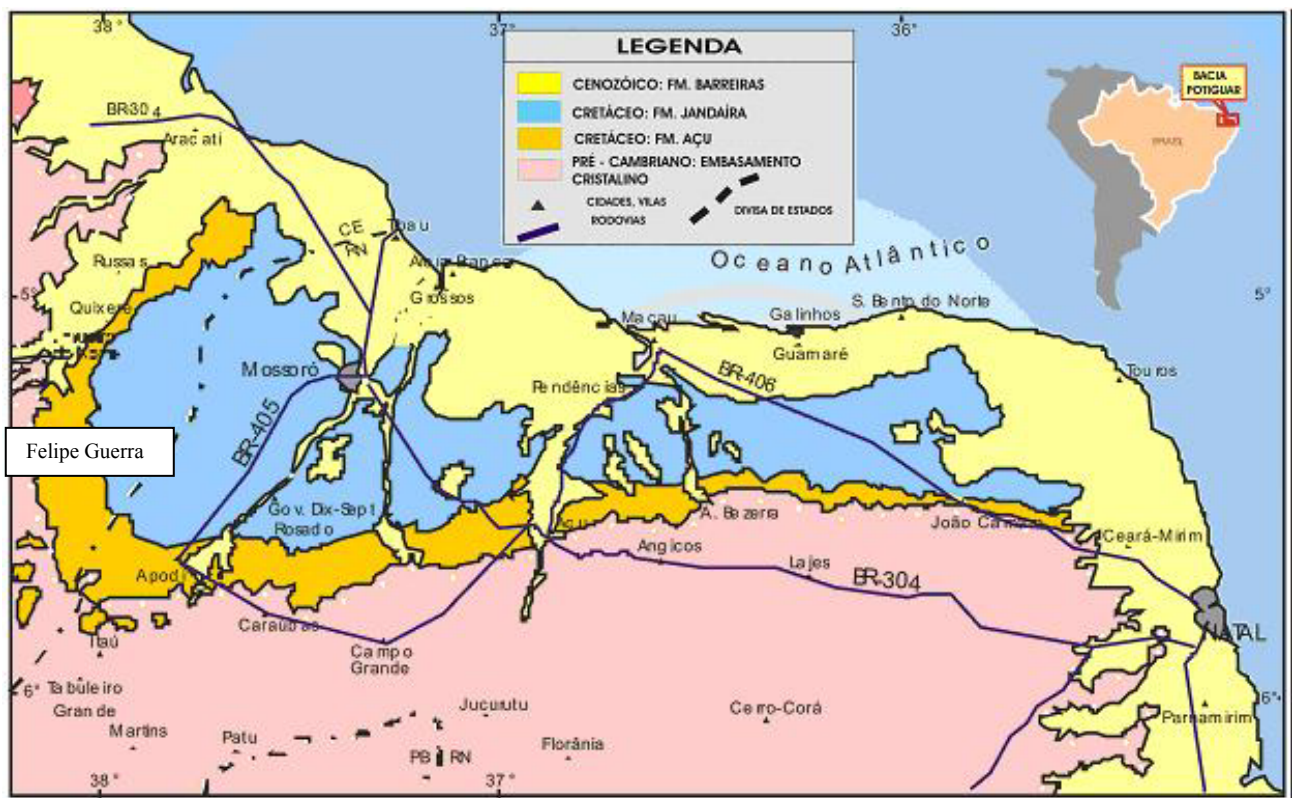 38°
37°
36°
LEGENDA
CENOZÓICO: FM. BARREIRAS
CRETÁCEO: FM. JANDAÍRA
CRETÁCEO: FM. AÇU
PRÉ - CAMBRIANO: EMBASAMENTO
CRISTALINO
CIDADES, VILAS
RODOVIAS
DIVISA DE ESTADOS
BACIA
POTIGUAR
BRASIL
BR-304
Aracati
CE
RN
Oceano Atlântico
Russas
Quixeré
Grossos
5°
5°
Macau
Galinhos
S. Bento do Norte
Guamaré
Touros
Mossoró
Pendências
BR-406
BR-405
Felipe Guerra
Gov. Dix-Sept
Rosado
A. Bezerra
João Câmara
Ceará-Mirim
Apodi
Angicos
Lajes
BR-304
Caraúbas
Itaú
Campo
Grande
NATAL
6°
6°
Tabuleiro
Grande
Jucurutu
Cerro-Corá
Parnamirim
Martins
Patu
PB
RN
Florânia
38°
37°